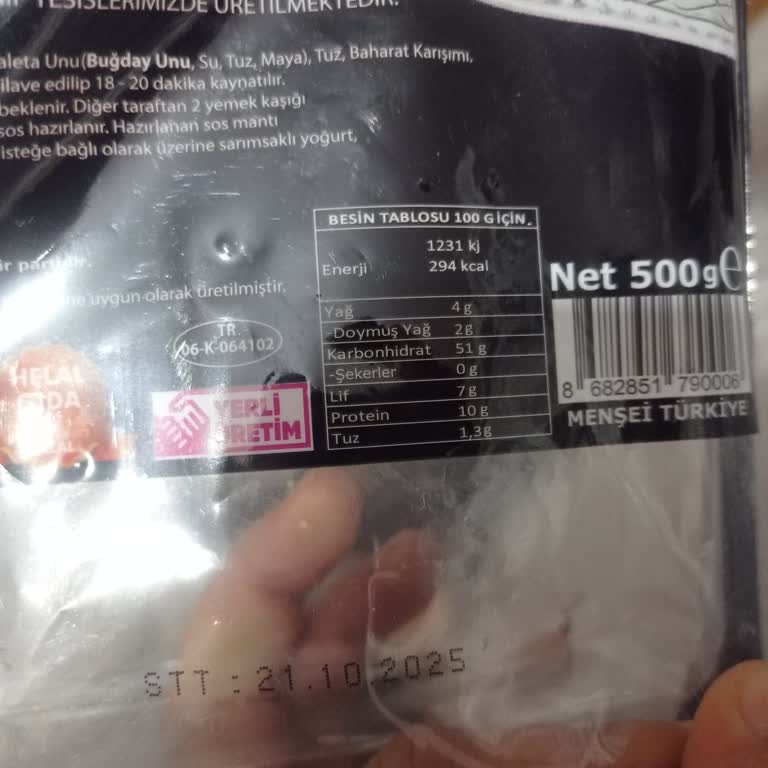 TESİSLERİMİZDE ÜRETİLMEKTEDİR.
aleta Unu(Buğday Unu, Su, Tuz, Maya), Tuz, Baharat Karışımı,
ilave edilip 18 - 20 dakika kaynatılır.
beklenir. Diğer taraftan 2 yemek kaşığı
sos hazırlanır. Hazırlanan sos mantı
isteğe bağlı olarak üzerine sarımsaklı yoğurt,
BESİN TABLOSU 100 G İÇİN.
1231 kj
Enerji 294 kcal
Yağ 4 g
-Doymuş Yağ 2g
Karbonhidrat 51 g
-Şekerler 0 g
Lif 7g
Protein 10 g
Tuz 1,3g
Net 500g e
8 682851 790006
MENŞEİ TÜRKİYE
ne uygun olarak üretilmiştir.
TR
06-K-064102
HELAL
GIDA
YERLİ
ÜRETİM
STT : 21.10.2025